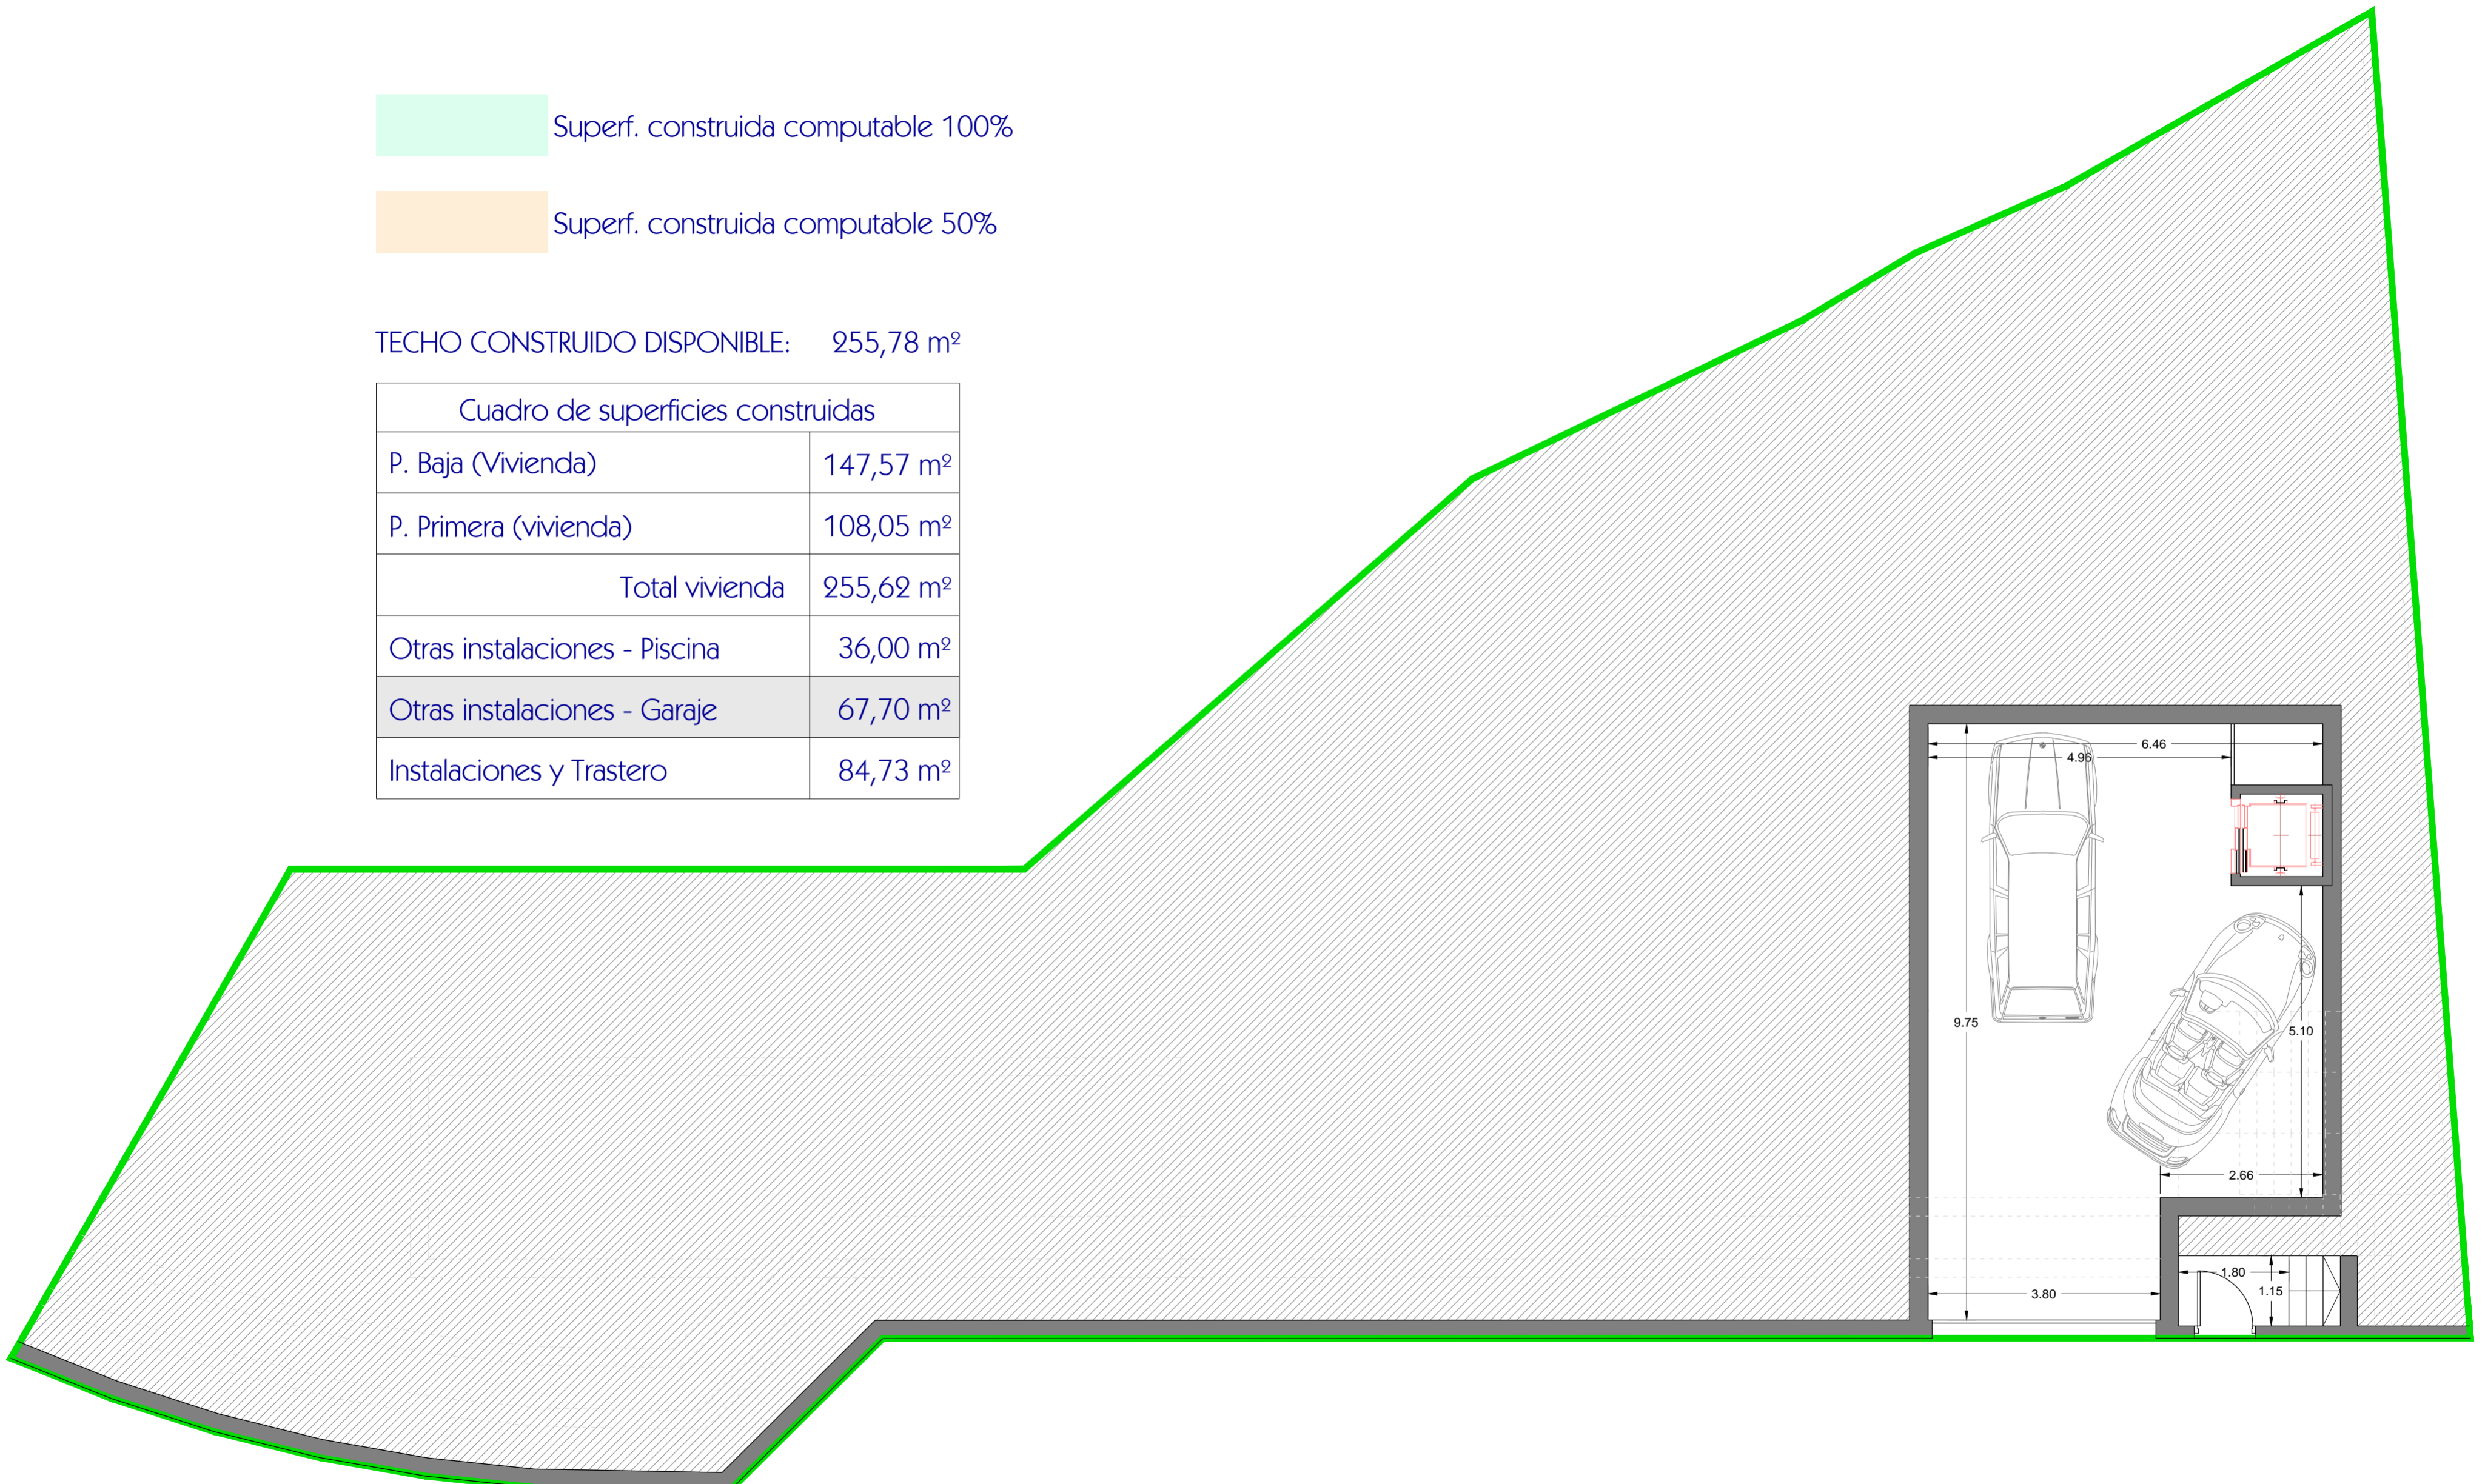 Superf. construida computable 100%
Superf. construida computable 50%
TECHO CONSTRUIDO DISPONIBLE: 255,78 m²
Cuadro de superficies construidas
P. Baja (Vivienda) 147,57 m²
P. Primera (vivienda) 108,05 m²
Total vivienda 255,62 m²
Otras instalaciones - Piscina 36,00 m²
Otras instalaciones - Garaje 67,70 m²
Instalaciones y Trastero 84,73 m²
6.46
4.96
9.75
5.10
2.66
1.80
1.15
3.80